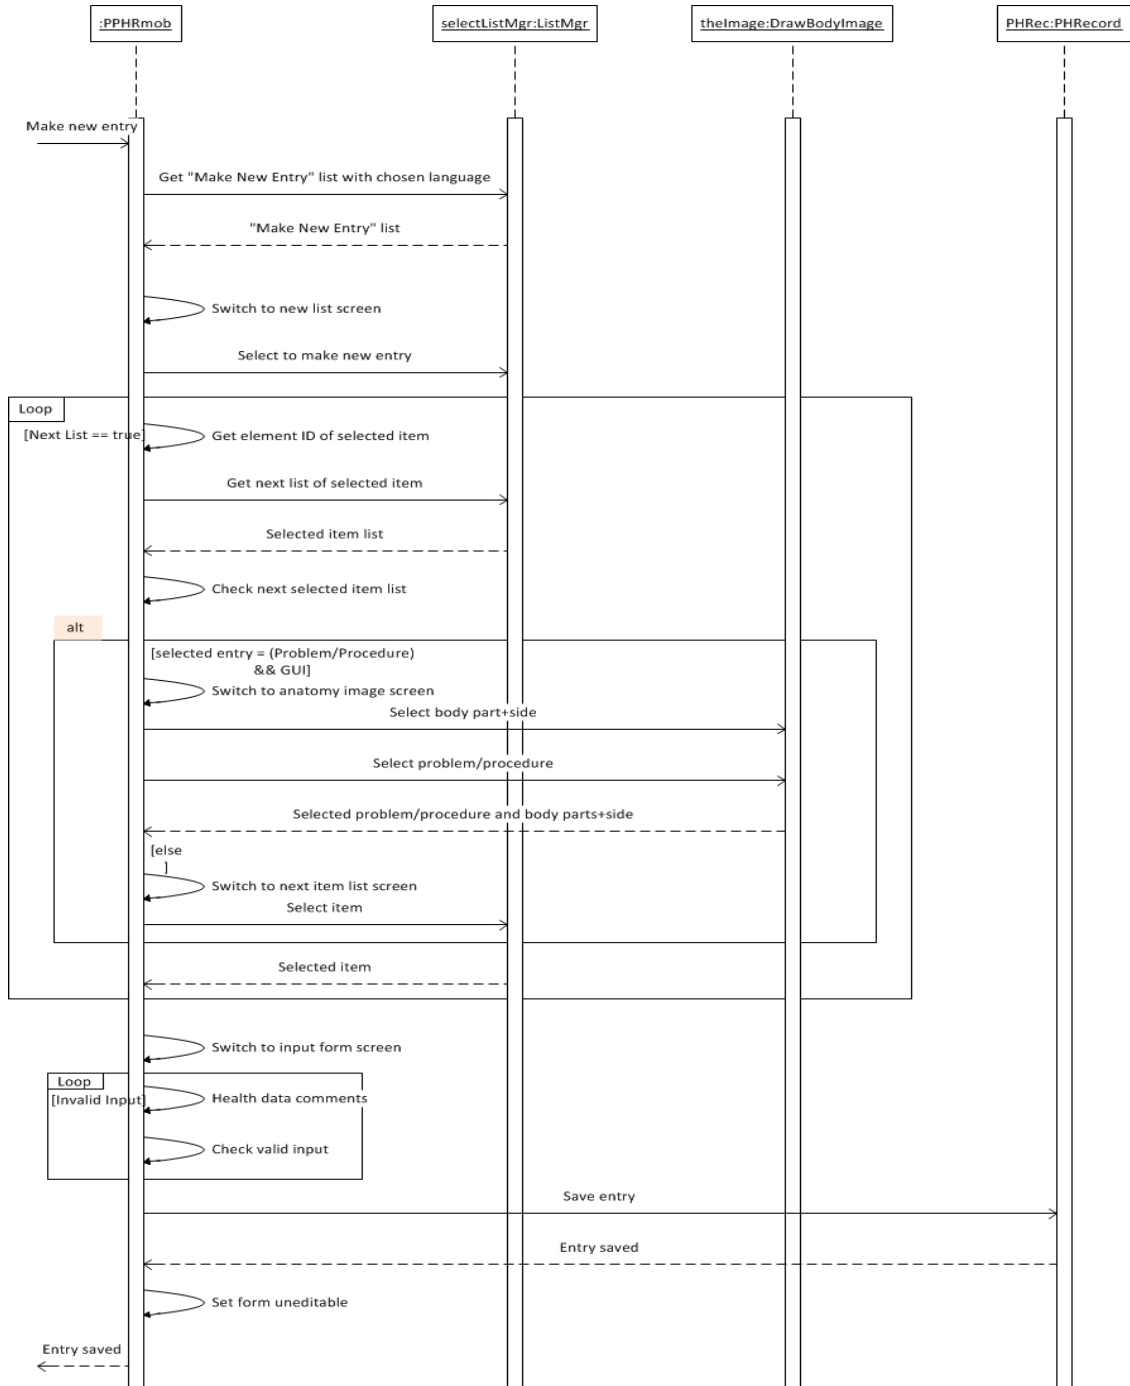 :PPHRmob
selectListMgr:ListMgr
theImage:DrawBodyImage
PHRec:PHRecord
Make new entry
Get "Make New Entry" list with chosen language
"Make New Entry" list
Switch to new list screen
Select to make new entry
Loop
[Next List == true]
Get element ID of selected item
Get next list of selected item
Selected item list
Check next selected item list
alt
[selected entry = (Problem/Procedure)
&& GUI]
Switch to anatomy image screen
Select body part+side
Select problem/procedure
Selected problem/procedure and body parts+side
[else
]
Switch to next item list screen
Select item
Selected item
Switch to input form screen
Loop
[Invalid Input]
Health data comments
Check valid input
Save entry
Entry saved
Set form uneditable
Entry saved